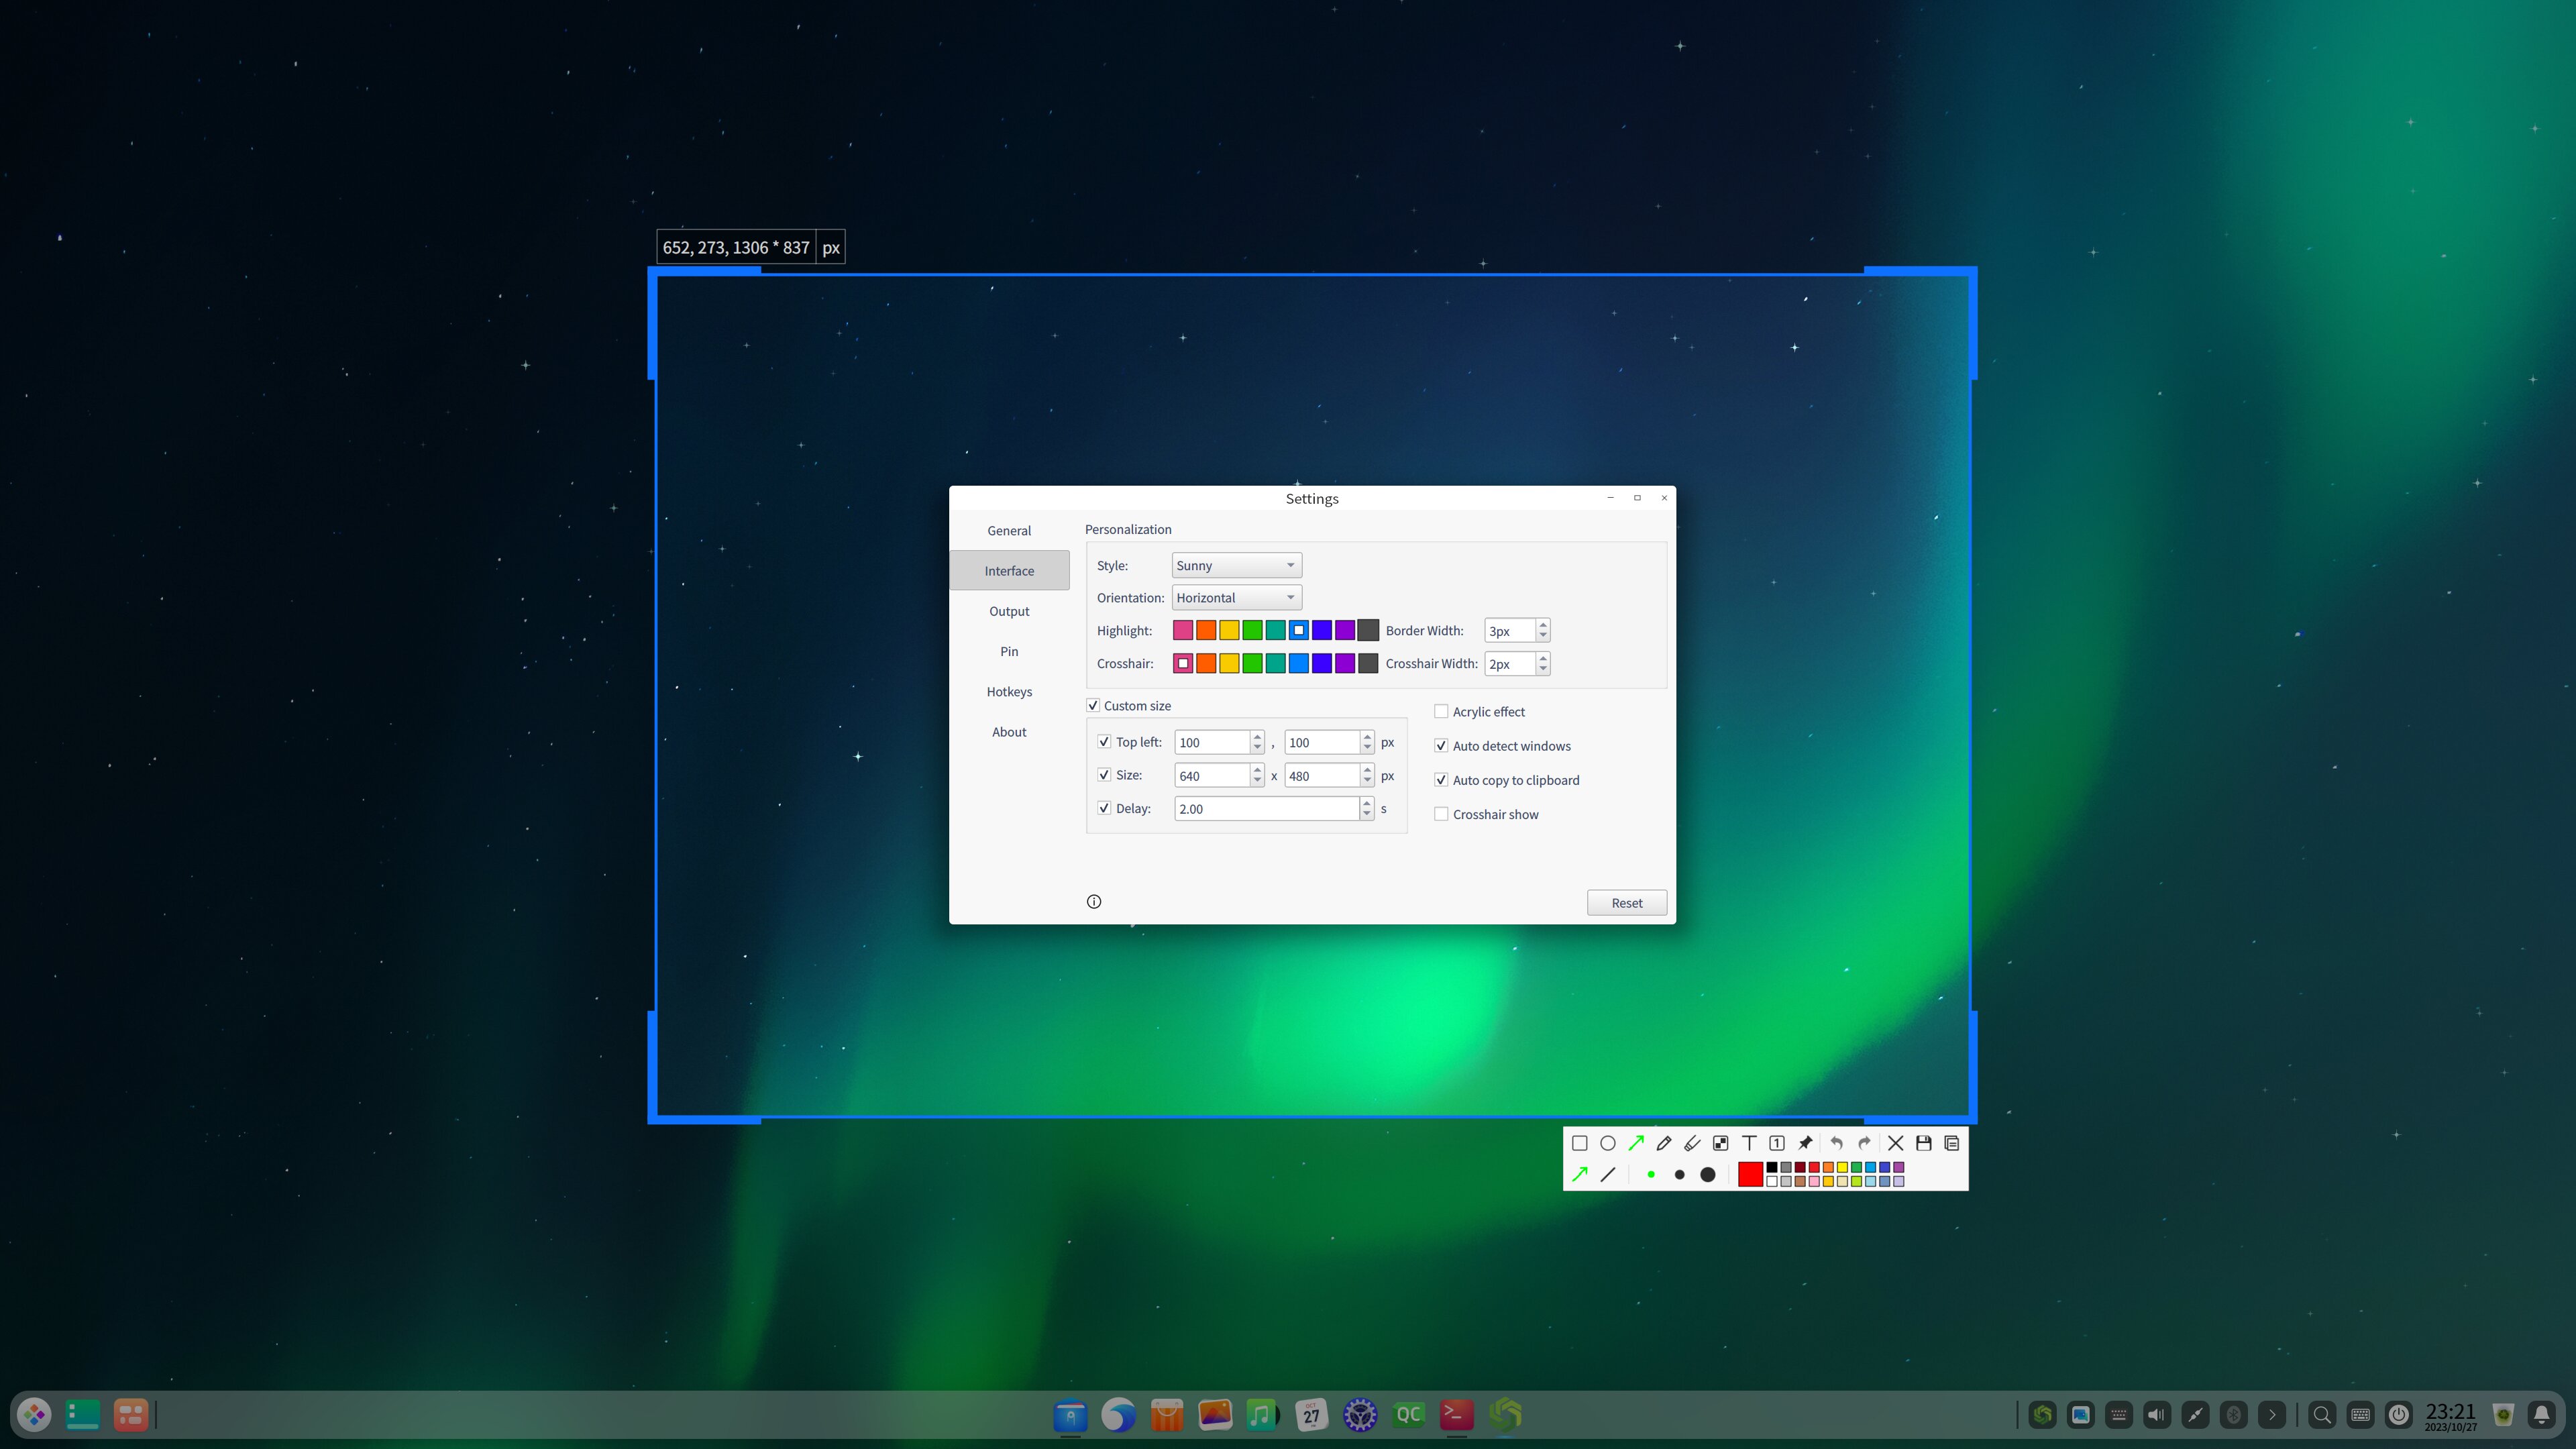 652, 273, 1306 * 837 px
Settings
General
Interface
Output
Pin
Hotkeys
About
Personalization
Style: Sunny
Orientation: Horizontal
Highlight: Border Width: 3px
Crosshair: Crosshair Width: 2px
Custom size
Top left: 100 , 100 px
Size: 640 x 480 px
Delay: 2.00 s
Acrylic effect
Auto detect windows
Auto copy to clipboard
Crosshair show
Reset
T 1
OCT
27
QC
>_
23:21
2023/10/27